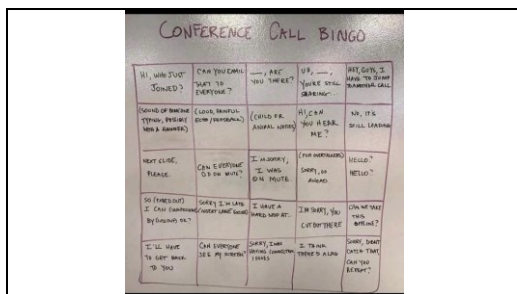 CONFERENCE CALL BINGO
HI, WHO JUST
JOINED?
CAN YOU EMAIL
THAT TO
EVERYONE?
___, ARE
YOU THERE?
UH, ___,
YOU'RE STILL
SHARING...
HEY, GUYS, I
HAVE TO JUMP
CALL
(SOUND OF SOMEONE
TYPING, POSSIBLY
WITH A HAMMER)
(LOUD, PAINFUL
ECHO / FEEDBACK)
(CHILD OR
ANIMAL NOISES)
HI, CAN
YOU HEAR
ME?
NO, IT'S
STILL LOADING
NEXT SLIDE,
PLEASE.
CAN EVERYONE
GO ON MUTE?
I'M SORRY,
I WAS
ON MUTE.
(FOR OVERTALKERS)
SORRY, GO
AHEAD
HELLO?
HELLO?
SO (FADES OUT)
I CAN (UNINTELLIGIBLE)
BY (CUTS OUT) OK?
SORRY I'M LATE
(INSERT LAME EXCUSE)
I HAVE A
HARD STOP AT...
I'M SORRY, YOU
CUT OUT THERE
CAN WE TAKE
THIS
OFFLINE?
I'LL HAVE
TO GET BACK
TO YOU
CAN EVERYONE
SEE MY SCREEN?
SORRY, I WAS
HAVING CONNECTION
ISSUES
I THINK
THERE'S A LAG
SORRY, DIDN'T
CATCH THAT,
CAN YOU
REPEAT?